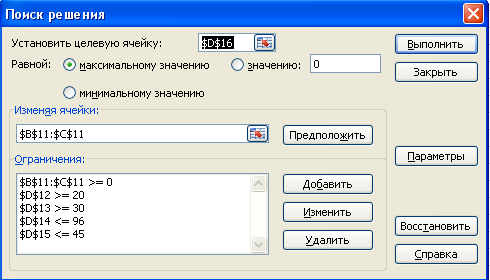 Поиск решения
Установить целевую ячейку: $D$16
Выполнить
Равной: максимальному значению значению: 0
Закрыть
минимальному значению
Изменяя ячейки:
$B$11:$C$11
Предположить
Параметры
Ограничения:
$B$11:$C$11 >= 0
$D$12 >= 20
$D$13 >= 30
$D$14 <= 96
$D$15 <= 45
Добавить
Изменить
Удалить
Восстановить
Справка